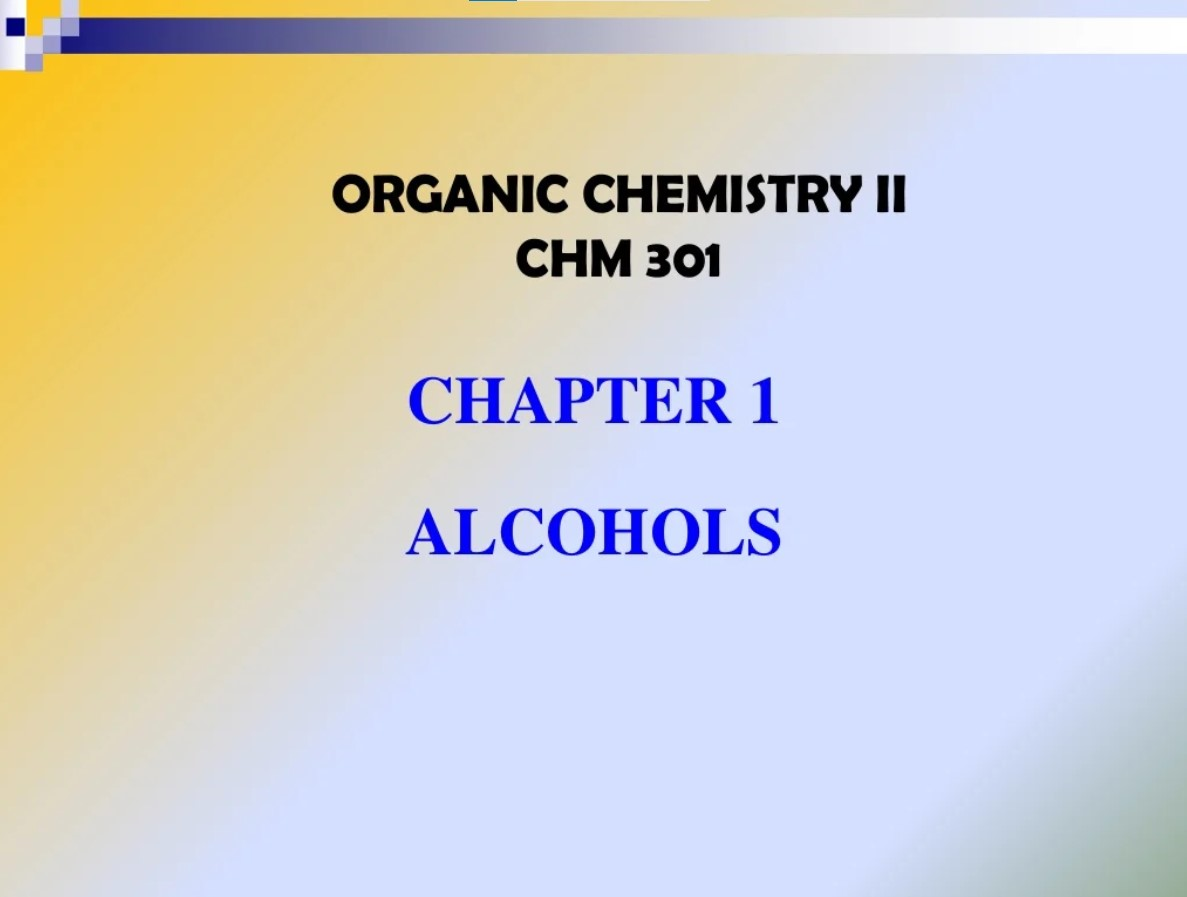 ORGANIC CHEMISTRY II
CHM 301
CHAPTER 1
ALCOHOLS